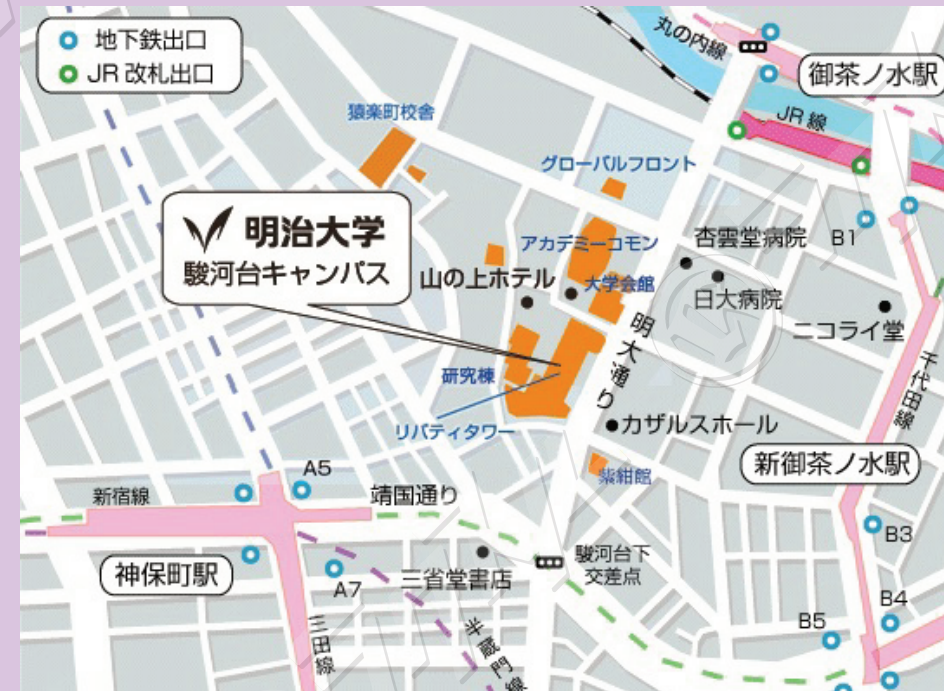 地下鉄出口
JR 改札出口
丸の内線
御茶ノ水駅
JR 線
猿楽町校舎
グローバルフロント
明治大学
駿河台キャンパス
アカデミーコモン
杏雲堂病院
B1
山の上ホテル
大学会館
日大病院
ニコライ堂
明大通り
千代田線
研究棟
リバティタワー
カザルスホール
紫紺館
新御茶ノ水駅
A5
新宿線
靖国通り
B3
神保町駅
A7
三省堂書店
駿河台下
交差点
三田線
半蔵門線
B5
B4